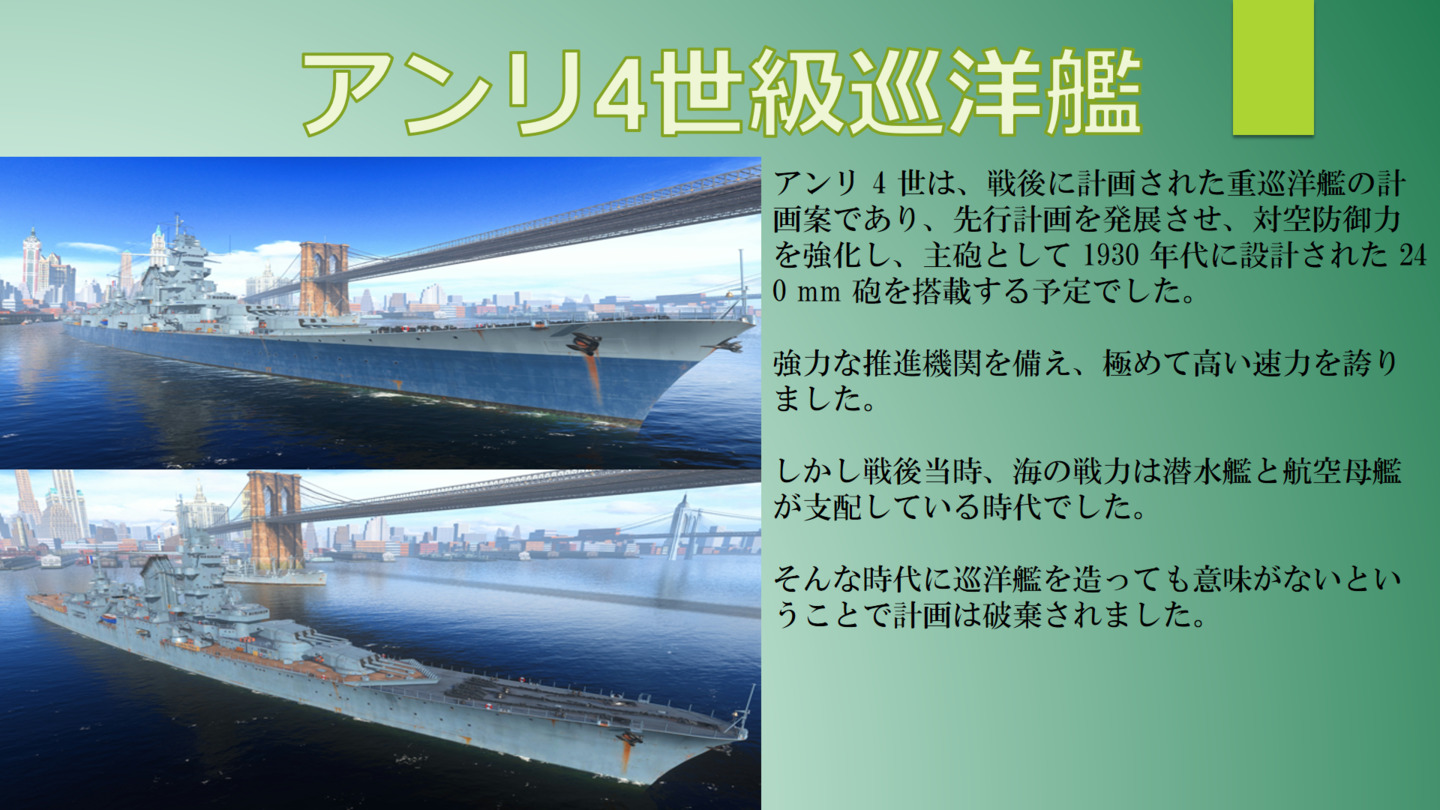 アンリ4世級巡洋艦
アンリ 4 世は、戦後に計画された重巡洋艦の計
画案であり、先行計画を発展させ、対空防御力
を強化し、主砲として 1930 年代に設計された 24
0 mm 砲を搭載する予定でした。
強力な推進機関を備え、極めて高い速力を誇り
ました。
しかし戦後当時、海の戦力は潜水艦と航空母艦
が支配している時代でした。
そんな時代に巡洋艦を造っても意味がないとい
うことで計画は破棄されました。